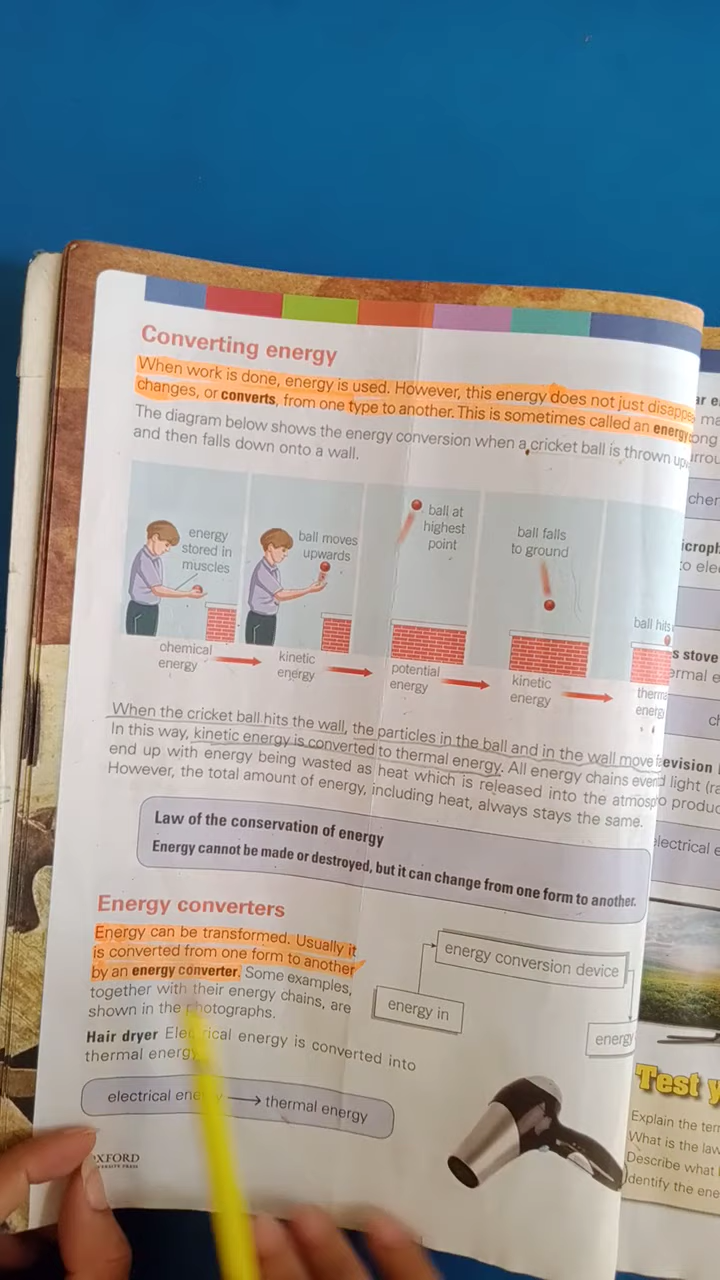 Converting energy
When work is done, energy is used. However, this energy does not just
changes, or converts, from one type to another. This is sometimes called an energy
The diagram below shows the energy conversion when a cricket ball is thrown up
and then falls down onto a wall.
energy
stored in
muscles
ball moves
upwards
ball at
highest
point
ball falls
to ground
ball hits
chemical
energy
kinetic
energy
potential
energy
kinetic
energy
energy
When the cricket ball hits the wall, the particles in the ball and in the wall move
In this way, kinetic energy is converted to thermal energy. All energy chains
end up with energy being wasted as heat which is released into the
However, the total amount of energy, including heat, always stays the same.
Law of the conservation of energy
Energy cannot be made or destroyed, but it can change from one form to another.
Energy converters
Energy can be transformed. Usually it
is converted from one form to another
by an energy converter. Some examples,
together with their energy chains, are
shown in the photographs.
energy conversion device
energy in
energy
Hair dryer energy is converted into
thermal
electrical thermal energy
stove
light
electrical
Test
Explain the
What is the law
Describe what
the